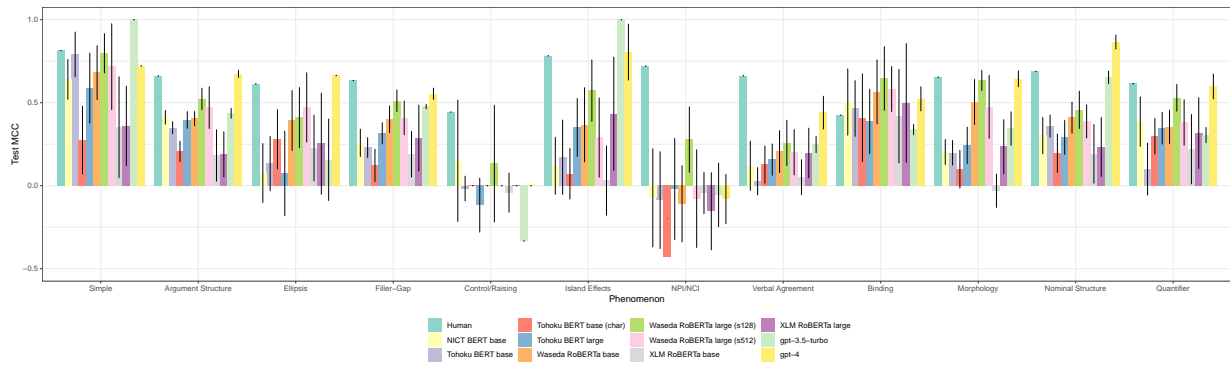 1.0
0.5
0.0
−0.5
Test MCC
Simple
Argument Structure
Ellipsis
Filler−Gap
Control/Raising
Island Effects
NPI/NCI
Verbal Agreement
Binding
Morphology
Nominal Structure
Quantifier
Phenomenon
Human
NICT BERT base
Tohoku BERT base
Tohoku BERT base (char)
Tohoku BERT large
Waseda RoBERTa base
Waseda RoBERTa large (s128)
Waseda RoBERTa large (s512)
XLM RoBERTa base
XLM RoBERTa large
gpt−3.5−turbo
gpt−4